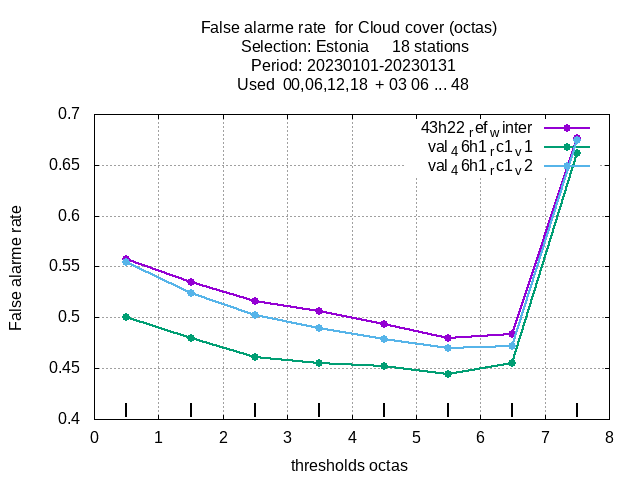 False alarme rate  for Cloud cover (octas)
Selection: Estonia     18 stations
Period: 20230101-20230131
Used  00,06,12,18  + 03 06 ... 48
43h22_ref_winter
val_46h1_rc1_v1
val_46h1_rc1_v2
0.7
0.65
0.6
0.55
0.5
0.45
0.4
False alarme rate
0 1 2 3 4 5 6 7 8
thresholds octas